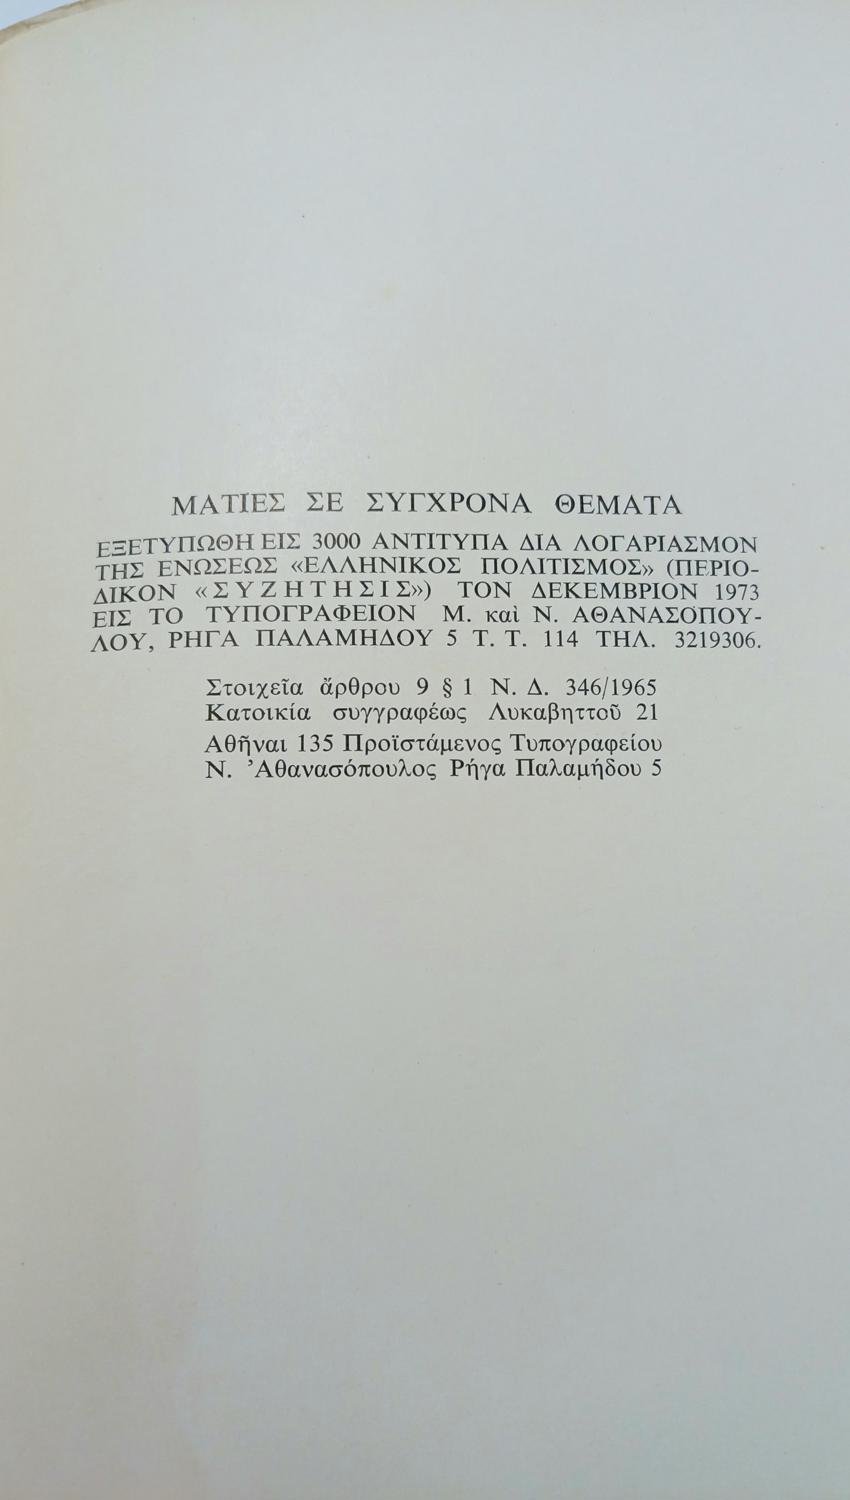 ΜΑΤΙΕΣ ΣΕ ΣΥΓΧΡΟΝΑ ΘΕΜΑΤΑ
ΕΞΕΤΥΠΩΘΗ ΕΙΣ 3000 ΑΝΤΙΤΥΠΑ ΔΙΑ ΛΟΓΑΡΙΑΣΜΟΝ
ΤΗΣ ΕΝΩΣΕΩΣ «ΕΛΛΗΝΙΚΟΣ ΠΟΛΙΤΙΣΜΟΣ» (ΠΕΡΙΟ-
ΔΙΚΟΝ «ΣΥΖΗΤΗΣΙΣ») ΤΟΝ ΔΕΚΕΜΒΡΙΟΝ 1973
ΕΙΣ ΤΟ ΤΥΠΟΓΡΑΦΕΙΟΝ Μ. καὶ Ν. ΑΘΑΝΑΣΟΠΟΥ-
ΛΟΥ, ΡΗΓΑ ΠΑΛΑΜΗΔΟΥ 5 Τ. Τ. 114 ΤΗΛ. 3219306.
Στοιχεῖα ἄρθρου 9 § 1 Ν. Δ. 346/1965
Κατοικία συγγραφέως Λυκαβηττοῦ 21
Ἀθῆναι 135 Προϊστάμενος Τυπογραφείου
Ν. Ἀθανασόπουλος Ρήγα Παλαμήδου 5